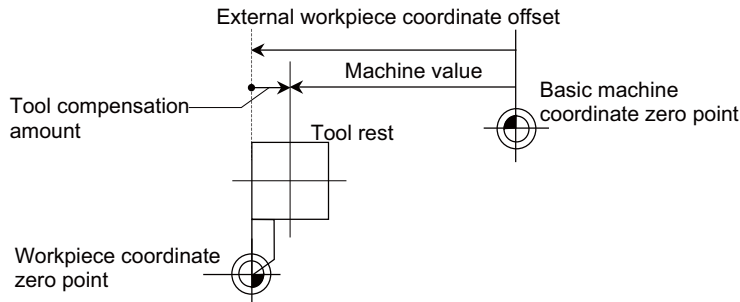 External workpiece coordinate offset
Machine value
Tool compensation
amount
Basic machine
coordinate zero point
Tool rest
Workpiece coordinate
zero point